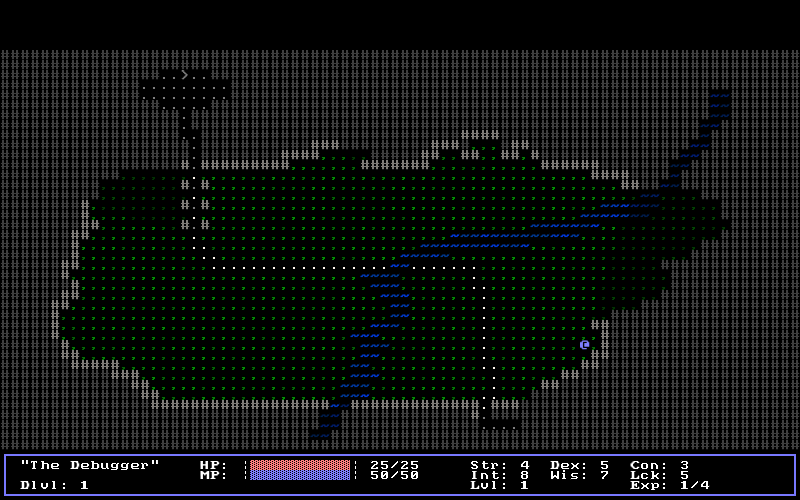 "The Debugger" HP: 25/25 Str: 4 Dex: 5 Con: 3
MP: 50/50 Int: 8 Wis: 7 Lck: 5
Dlvl: 1 Lvl: 1 Exp: 1/4